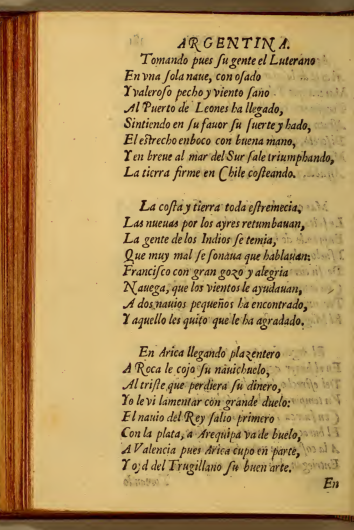 ARGENTINA.
Tomando pues ſu gente el Luterano
En vna ſola naue, con oſado
Y valeroſo pecho y viento ſano
Al Puerto de Leones ha llegado,
Sintiendo en ſu fauor ſu ſuerte y hado,
El eſtrecho enboco con buena mano,
Y en breue al mar del Sur ſale triumphando,
La tierra firme en Chile coſteando.
La coſta y tierra toda eſtremecia,
Las nueuas por los ayres retumbauan,
La gente de los Indios ſe temia,
Que muy mal ſe ſonaua que hablauan:
Franciſco con gran gozo y alegria
Nauega, que los vientos le ayudauan,
A dos nauios pequeños ha encontrado,
Y aquello les quito que le ha agradado.
En Arica llegando plazentero
A Roca le cojo ſu nauichuelo,
Al triſte que perdiera ſu dinero,
Yo le vi lamentar con grande duelo:
El nauio del Rey ſalio primero
Con la plata, a Arequipa va de buelo,
A Valencia pues Arica cupo en parte,
Y oyd del Trugillano ſu buen arte.
En